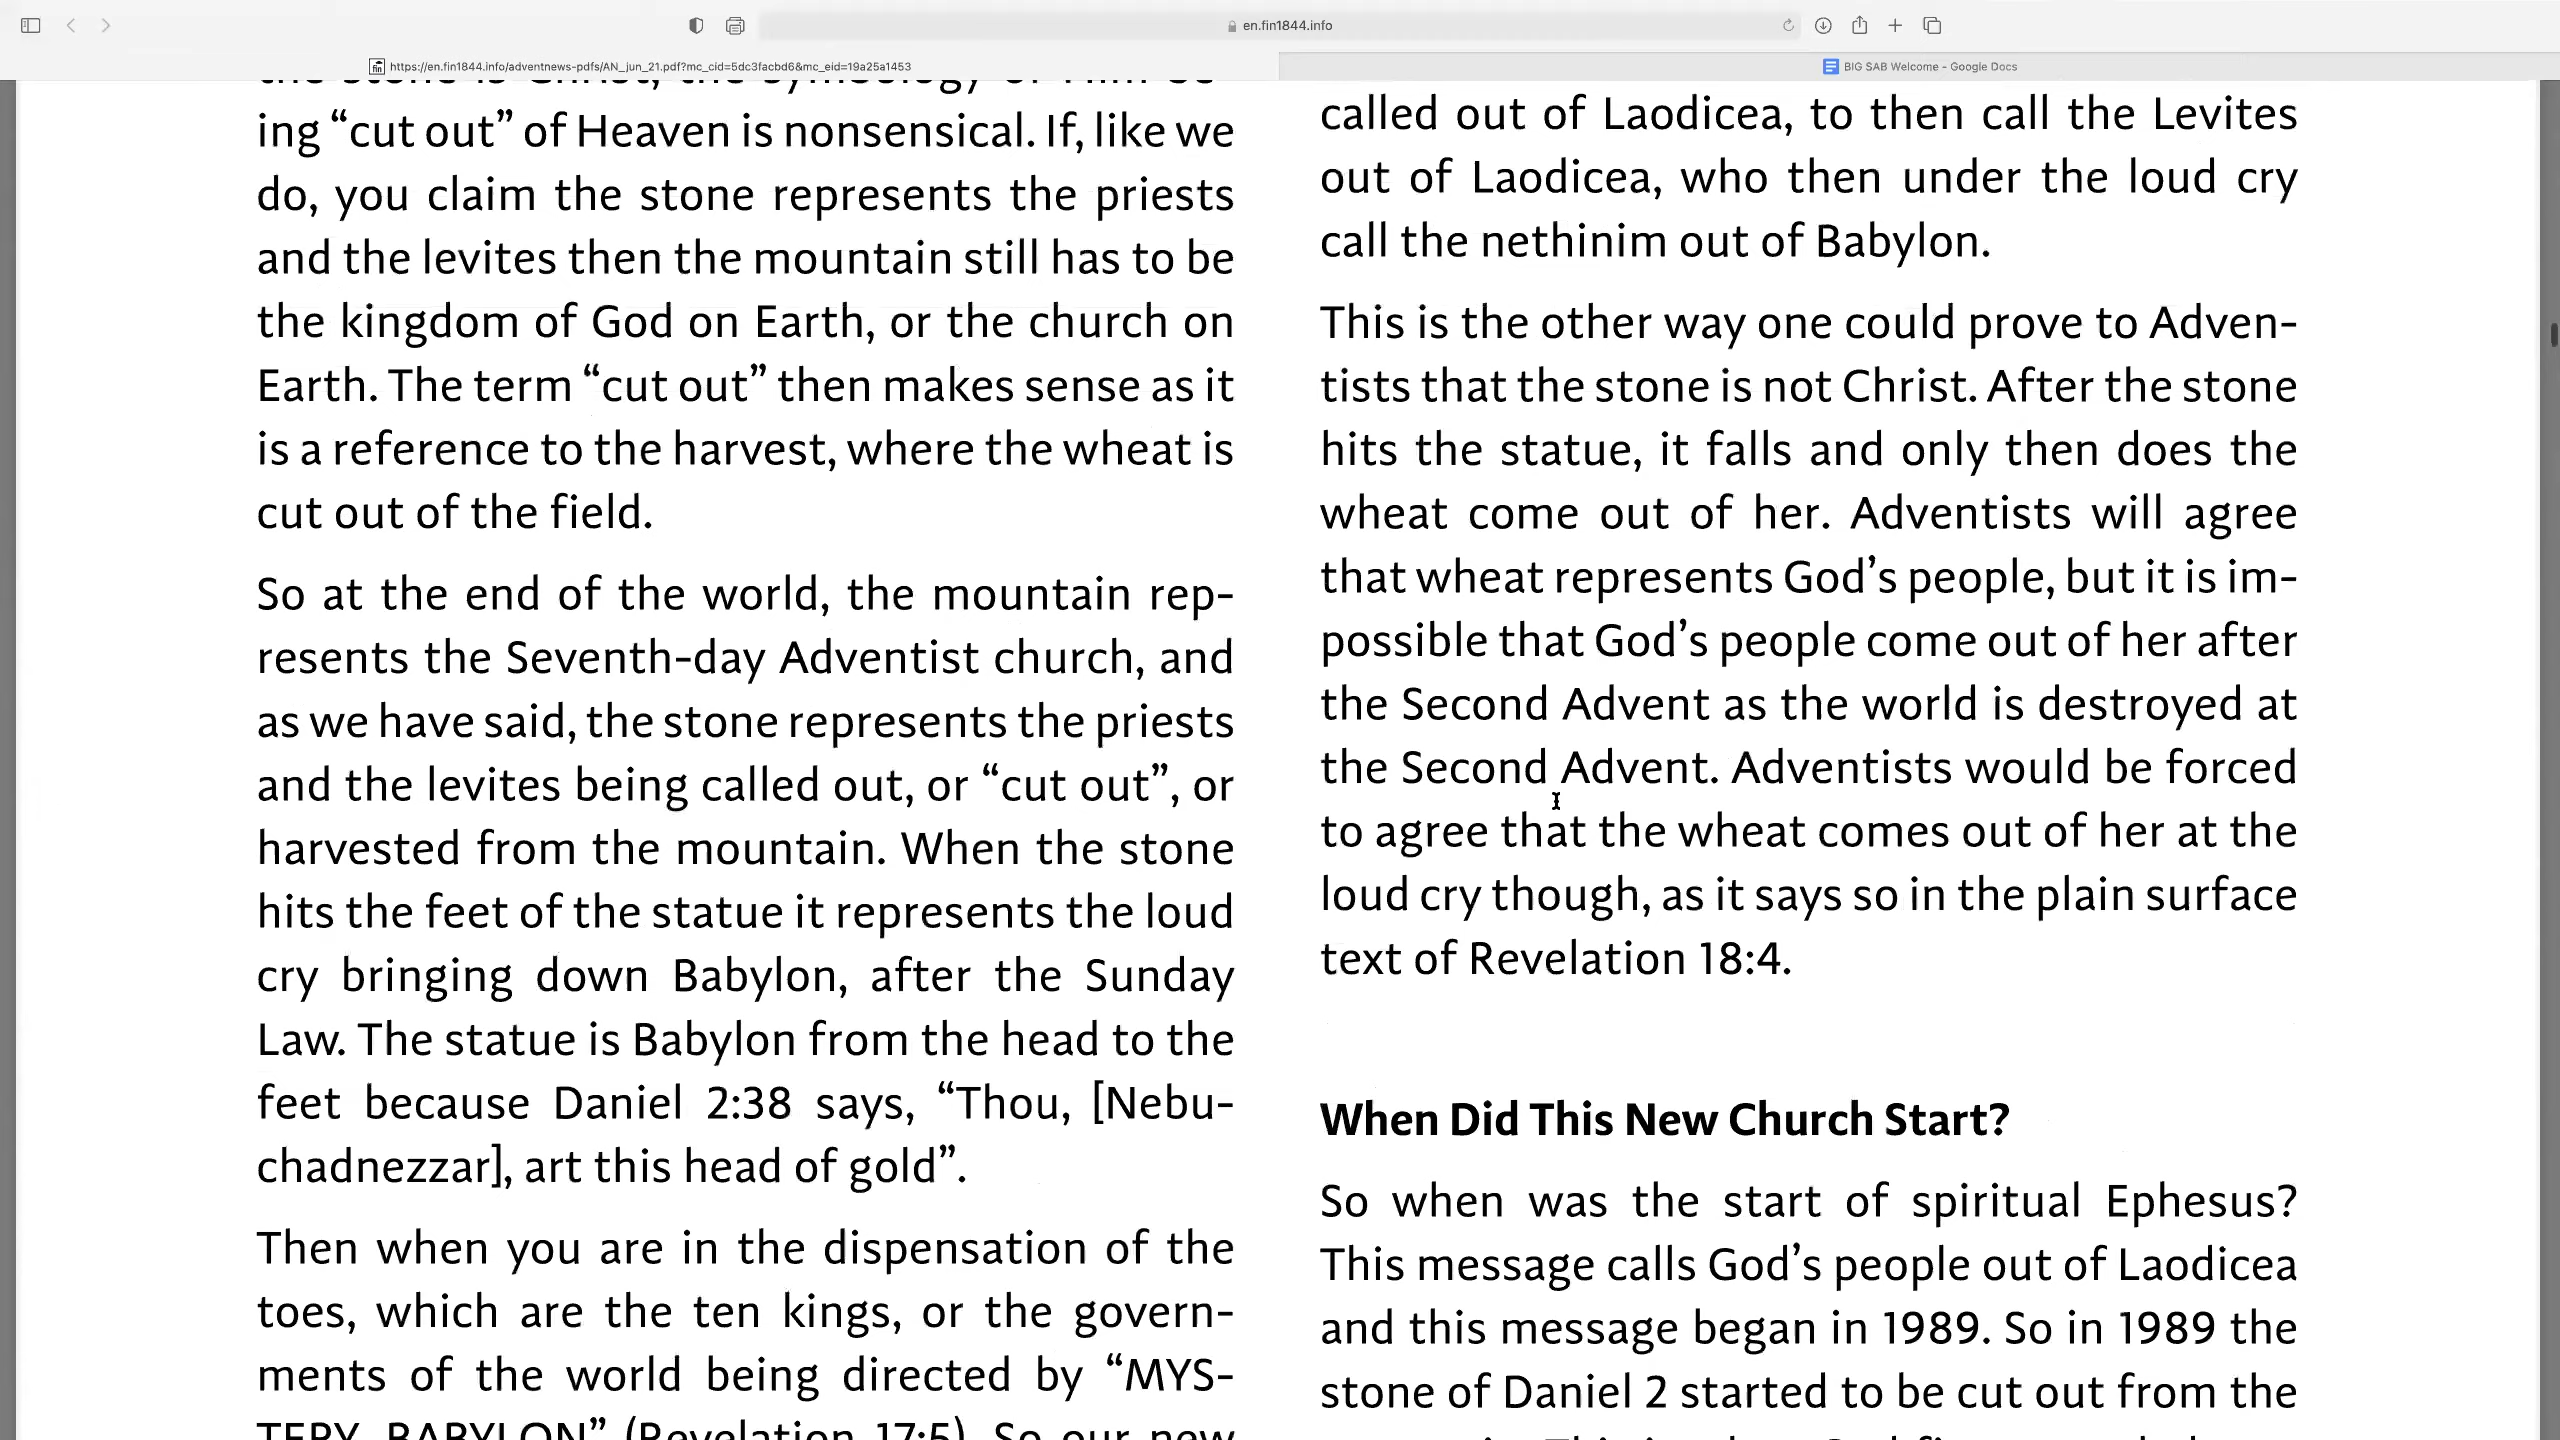 en.fin1844.info
https://en.fin1844.info/adventnews-pdfs/AN_jun_21.pdf?mc_cid=5dc3facbd6&mc_eid=19a25a1453
BIG SAB Welcome - Google Docs
the stone is Christ, the symbology of Him be-
ing “cut out” of Heaven is nonsensical. If, like we
do, you claim the stone represents the priests
and the levites then the mountain still has to be
the kingdom of God on Earth, or the church on
Earth. The term “cut out” then makes sense as it
is a reference to the harvest, where the wheat is
cut out of the field.
So at the end of the world, the mountain rep-
resents the Seventh-day Adventist church, and
as we have said, the stone represents the priests
and the levites being called out, or “cut out”, or
harvested from the mountain. When the stone
hits the feet of the statue it represents the loud
cry bringing down Babylon, after the Sunday
Law. The statue is Babylon from the head to the
feet because Daniel 2:38 says, “Thou, [Nebu-
chadnezzar], art this head of gold”.
Then when you are in the dispensation of the
toes, which are the ten kings, or the govern-
ments of the world being directed by “MYS-
TERY, BABYLON” (Revelation 17:5). So our new
called out of Laodicea, to then call the Levites
out of Laodicea, who then under the loud cry
call the nethinim out of Babylon.
This is the other way one could prove to Adven-
tists that the stone is not Christ. After the stone
hits the statue, it falls and only then does the
wheat come out of her. Adventists will agree
that wheat represents God’s people, but it is im-
possible that God’s people come out of her after
the Second Advent as the world is destroyed at
the Second Advent. Adventists would be forced
to agree that the wheat comes out of her at the
loud cry though, as it says so in the plain surface
text of Revelation 18:4.
When Did This New Church Start?
So when was the start of spiritual Ephesus?
This message calls God’s people out of Laodicea
and this message began in 1989. So in 1989 the
stone of Daniel 2 started to be cut out from the